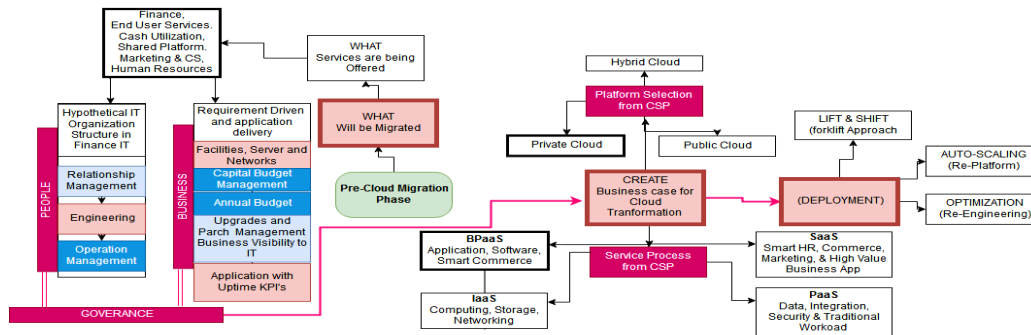 Finance,
End User Services.
Cash Utilization,
Shared Platform.
Marketing & CS,
Human Resources
WHAT
Services are being
Offered
WHAT
Will be Migrated
Pre-Cloud Migration
Phase
Hypothetical IT
Organization
Structure in
Finance IT
Relationship
Management
Engineering
Operation
Management
PEOPLE
Requirement Driven
and application
delivery
Facilities, Server and
Networks
Capital Budget
Management
Annual Budget
Upgrades and
Parch Management
Business Visibility to
IT
Application with
Uptime KPI's
BUSINESS
GOVERANCE
Hybrid Cloud
Platform Selection
from CSP
Private Cloud
Public Cloud
CREATE
Business case for
Cloud
Tranformation
Service Process
from CSP
BPaaS
Application, Software,
Smart Commerce
IaaS
Computing, Storage,
Networking
SaaS
Smart HR, Commerce,
Marketing, & High Value
Business App
PaaS
Data, Integration,
Security & Traditional
Workoad
(DEPLOYMENT)
LIFT & SHIFT
(forklift Approach
AUTO-SCALING
(Re-Platform)
OPTIMIZATION
(Re-Engineering)